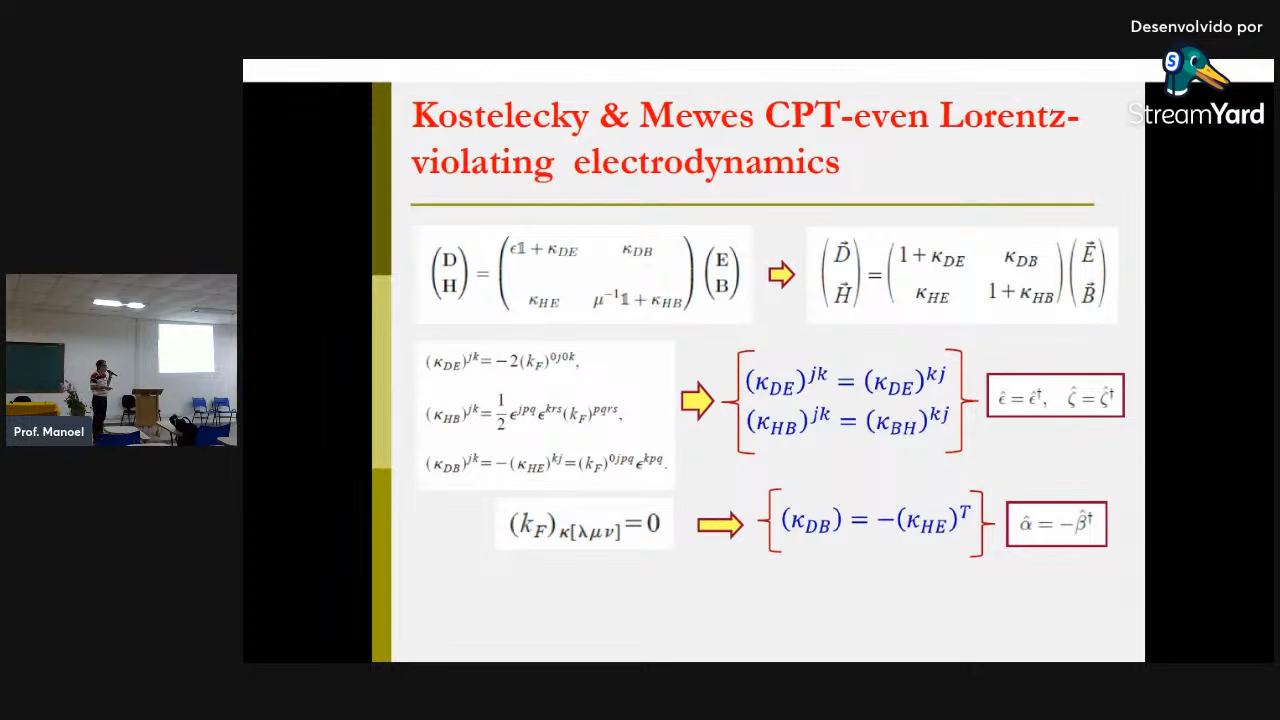 Desenvolvido por
StreamYard
Kostelecky & Mewes CPT-even Lorentz-
violating electrodynamics
(D H) = (ϵ𝟙 + κ_DE κ_DB κ_HE μ⁻¹𝟙 + κ_HB) (E B)
(D⃗ H⃗) = (1 + κ_DE κ_DB κ_HE 1 + κ_HB) (E⃗ B⃗)
(κ_DE)^{jk} = −2(k_F)^{0j0k},
(κ_HB)^{jk} = 1/2 ϵ^{jpq} ϵ^{krs} (k_F)^{pqrs},
(κ_DB)^{jk} = −(κ_HE)^{kj} = (k_F)^{0jpq} ϵ^{kpq}.
(κ_DE)^{jk} = (κ_DE)^{kj}
(κ_HB)^{jk} = (κ_BH)^{kj}
ϵ̂ = ϵ̂†, ζ̂ = ζ̂†
Prof. Manoel
(k_F)_{κ[λμν]} = 0
(κ_DB) = −(κ_HE)^T
α̂ = −β̂†